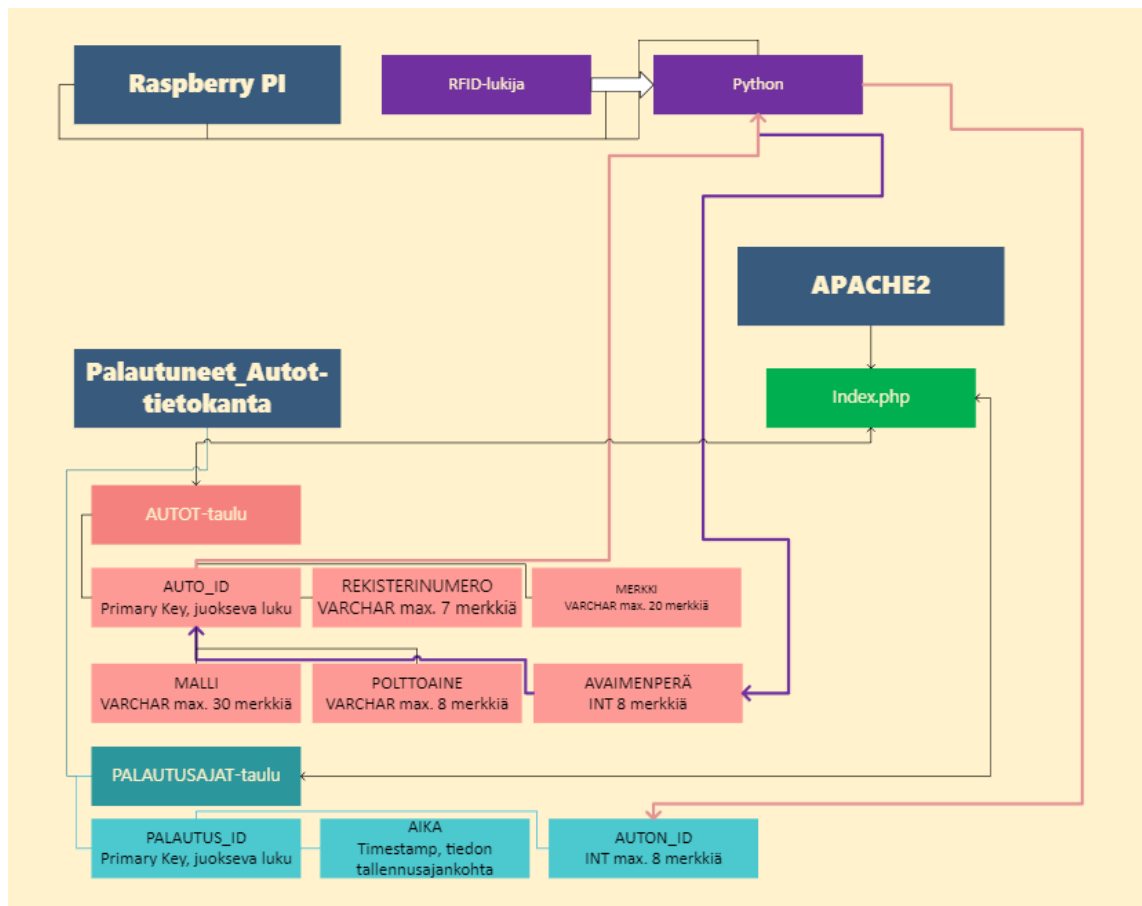 Raspberry PI
RFID-lukija
Python
APACHE2
Palautuneet_Autot-
tietokanta
Index.php
AUTOT-taulu
AUTO_ID
Primary Key, juokseva luku
REKISTERINUMERO
VARCHAR max. 7 merkkiä
MERKKI
VARCHAR max. 20 merkkiä
MALLI
VARCHAR max. 30 merkkiä
POLTTOAINE
VARCHAR max. 8 merkkiä
AVAIMENPERÄ
INT 8 merkkiä
PALAUTUSAJAT-taulu
PALAUTUS_ID
Primary Key, juokseva luku
AIKA
Timestamp, tiedon
tallennusajankohta
AUTON_ID
INT max. 8 merkkiä